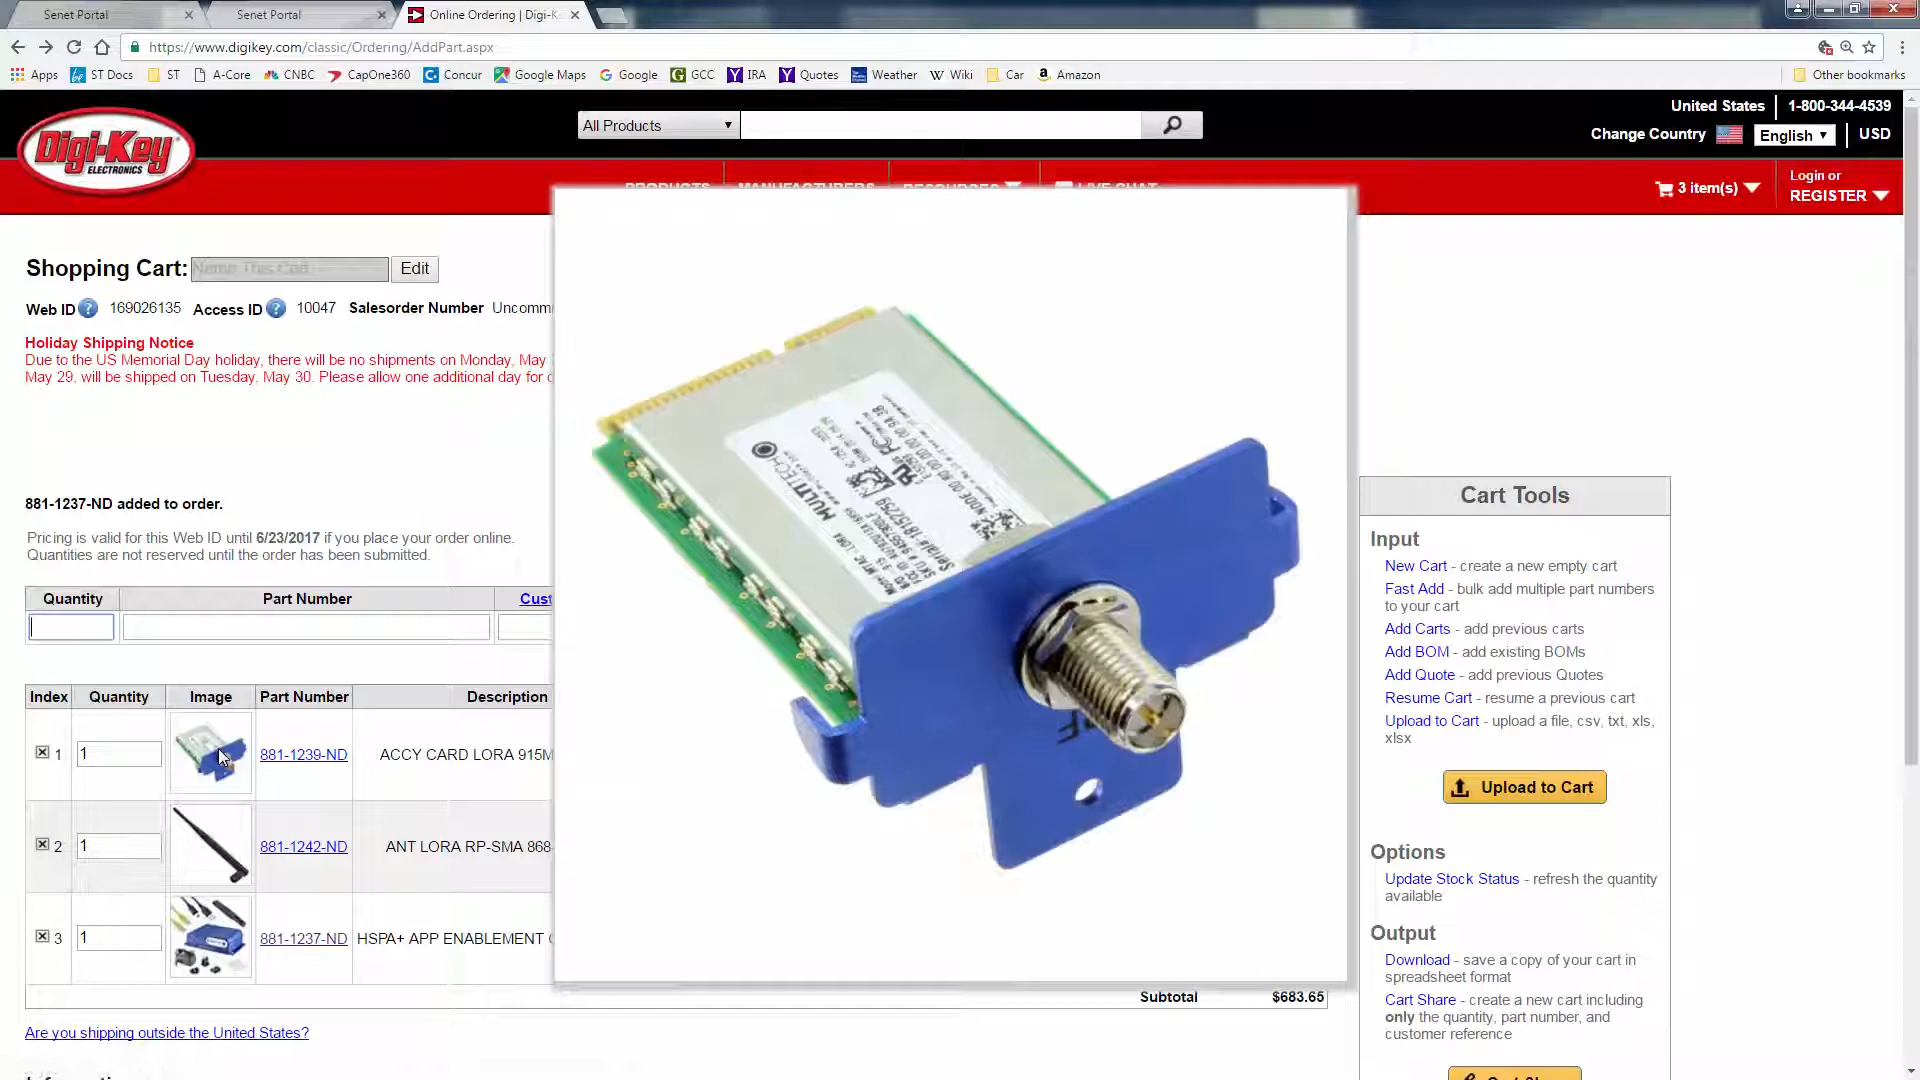 Senet Portal
Senet Portal
Online Ordering | Digi-K
https://www.digikey.com/classic/Ordering/AddPart.aspx
Apps ST Docs ST A-Core CNBC CapOne360 Concur Google Maps Google GCC IRA Quotes Weather Wiki Car Amazon Other bookmarks
United States 1-800-344-4539
All Products
Change Country English USD
Digi-Key
ELECTRONICS
PRODUCTS MANUFACTURERS RESOURCES LIVE CHAT
3 item(s)
Login or
REGISTER
Shopping Cart: Name This Cart Edit
Web ID ? 169026135 Access ID ? 10047 Salesorder Number Uncomm
Holiday Shipping Notice
Due to the US Memorial Day holiday, there will be no shipments on Monday, May
May 29, will be shipped on Tuesday, May 30. Please allow one additional day for
881-1237-ND added to order.
Pricing is valid for this Web ID until 6/23/2017 if you place your order online.
Quantities are not reserved until the order has been submitted.
Quantity Part Number Cust
Index Quantity Image Part Number Description
1 1 881-1239-ND ACCY CARD LORA 915M
2 1 881-1242-ND ANT LORA RP-SMA 868-
3 1 881-1237-ND HSPA+ APP ENABLEMENT
Subtotal $683.65
Are you shipping outside the United States?
MULTITECH
Cart Tools
Input
New Cart - create a new empty cart
Fast Add - bulk add multiple part numbers
to your cart
Add Carts - add previous carts
Add BOM - add existing BOMs
Add Quote - add previous Quotes
Resume Cart - resume a previous cart
Upload to Cart - upload a file, csv, txt, xls,
xlsx
Upload to Cart
Options
Update Stock Status - refresh the quantity
available
Output
Download - save a copy of your cart in
spreadsheet format
Cart Share - create a new cart including
only the quantity, part number, and
customer reference